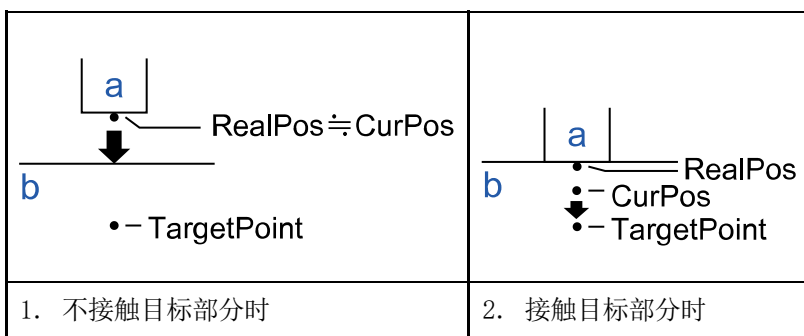 a
RealPos≒CurPos
b
TargetPoint
1. 不接触目标部分时
a
RealPos
b
CurPos
TargetPoint
2. 接触目标部分时